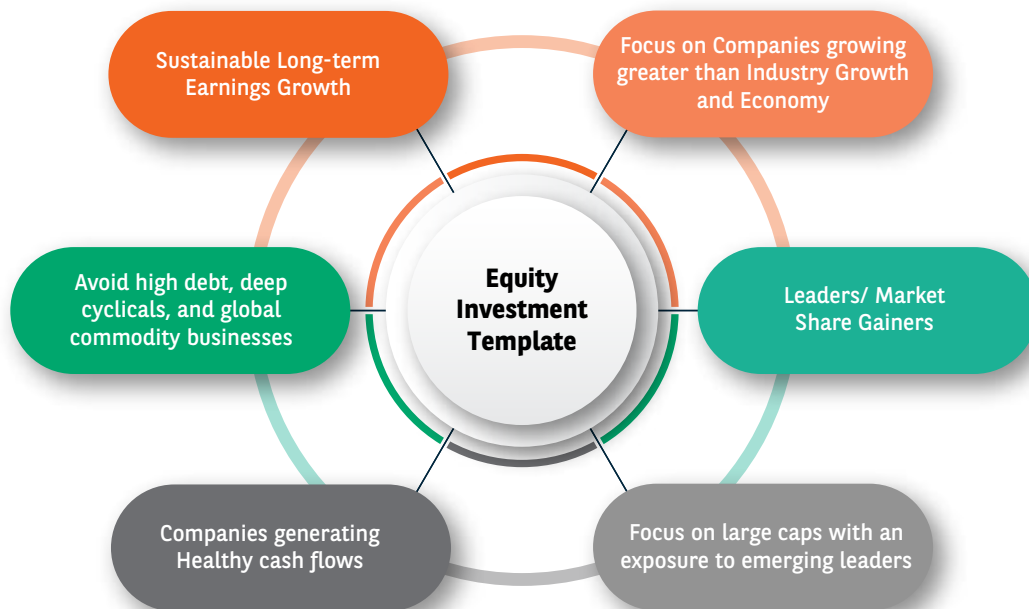 Sustainable Long-term
Earnings Growth
Focus on Companies growing
greater than Industry Growth
and Economy
Avoid high debt, deep
cyclicals, and global
commodity businesses
Equity
Investment
Template
Leaders/ Market
Share Gainers
Companies generating
Healthy cash flows
Focus on large caps with an
exposure to emerging leaders